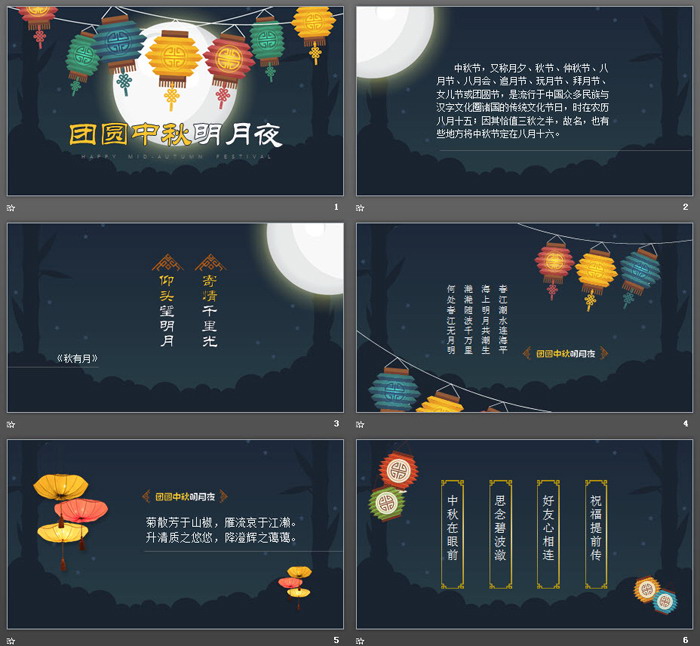 团圆中秋明月夜
HAPPY MID-AUTUMN FESTIVAL
1
中秋节，又称月夕、秋节、仲秋节、八
月节、八月会、追月节、玩月节、拜月节、
女儿节或团圆节，是流行于中国众多民族与
汉字文化圈诸国的传统文化节日，时在农历
八月十五；因其恰值三秋之半，故名，也有
些地方将中秋节定在八月十六。
2
寄情千里光
仰头望明月
《秋有月》
3
春江潮水连海平
海上明月共潮生
滟滟随波千万里
何处春江无月明
团圆中秋明月夜
4
团圆中秋明月夜
菊散芳于山椒，雁流哀于江濑。
升清质之悠悠，降澄辉之蔼蔼。
5
中秋在眼前
思念碧波潋
好友心相连
祝福提前传
6